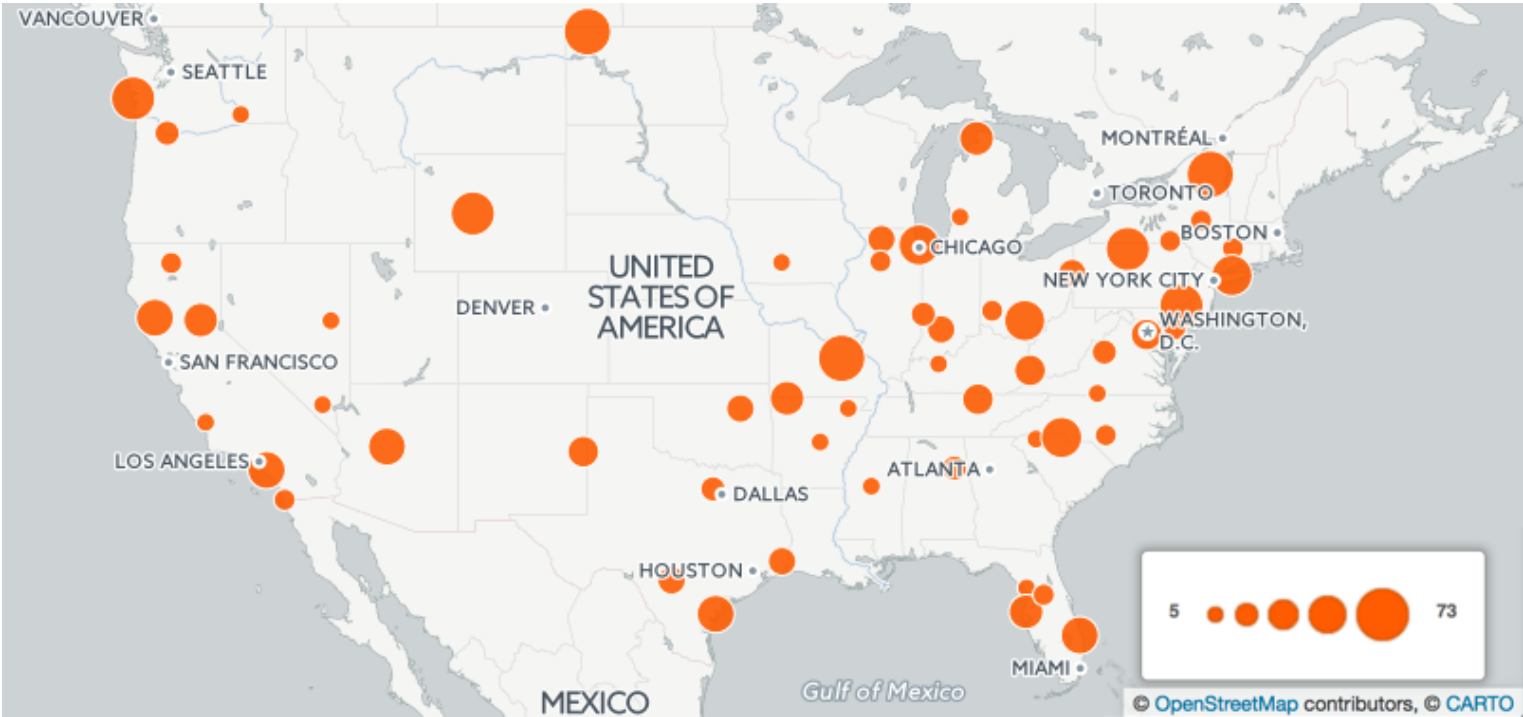 VANCOUVER
SEATTLE
MONTRÉAL
TORONTO
BOSTON
CHICAGO
UNITED
STATES OF
AMERICA
NEW YORK CITY
DENVER
WASHINGTON,
D.C.
SAN FRANCISCO
LOS ANGELES
ATLANTA
DALLAS
HOUSTON
5
73
MIAMI
Gulf of Mexico
MEXICO
© OpenStreetMap contributors, © CARTO